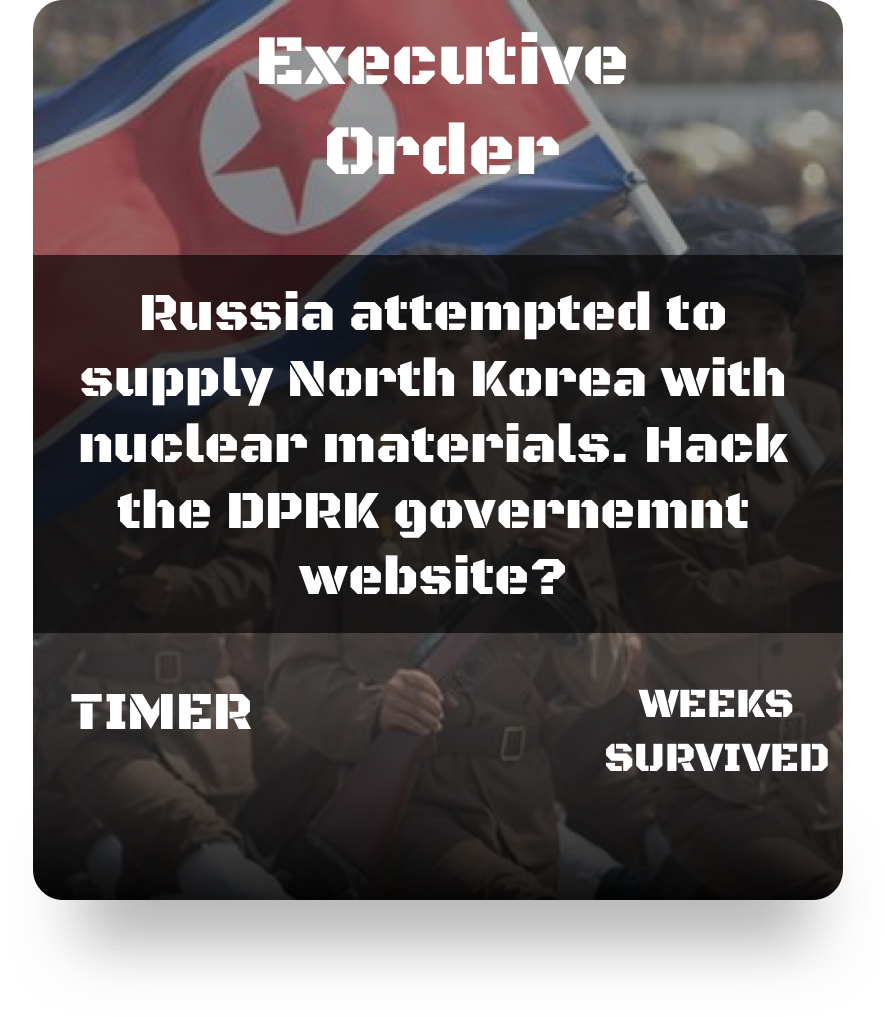 Executive
Order
Russia attempted to
supply North Korea with
nuclear materials. Hack
the DPRK governemnt
website?
TIMER
WEEKS
SURVIVED